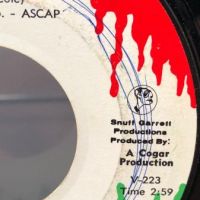 . - ASCAP
Snuff Garrett
Productions
Produced By:
A Cogar
Production
V-223
Time 2:59